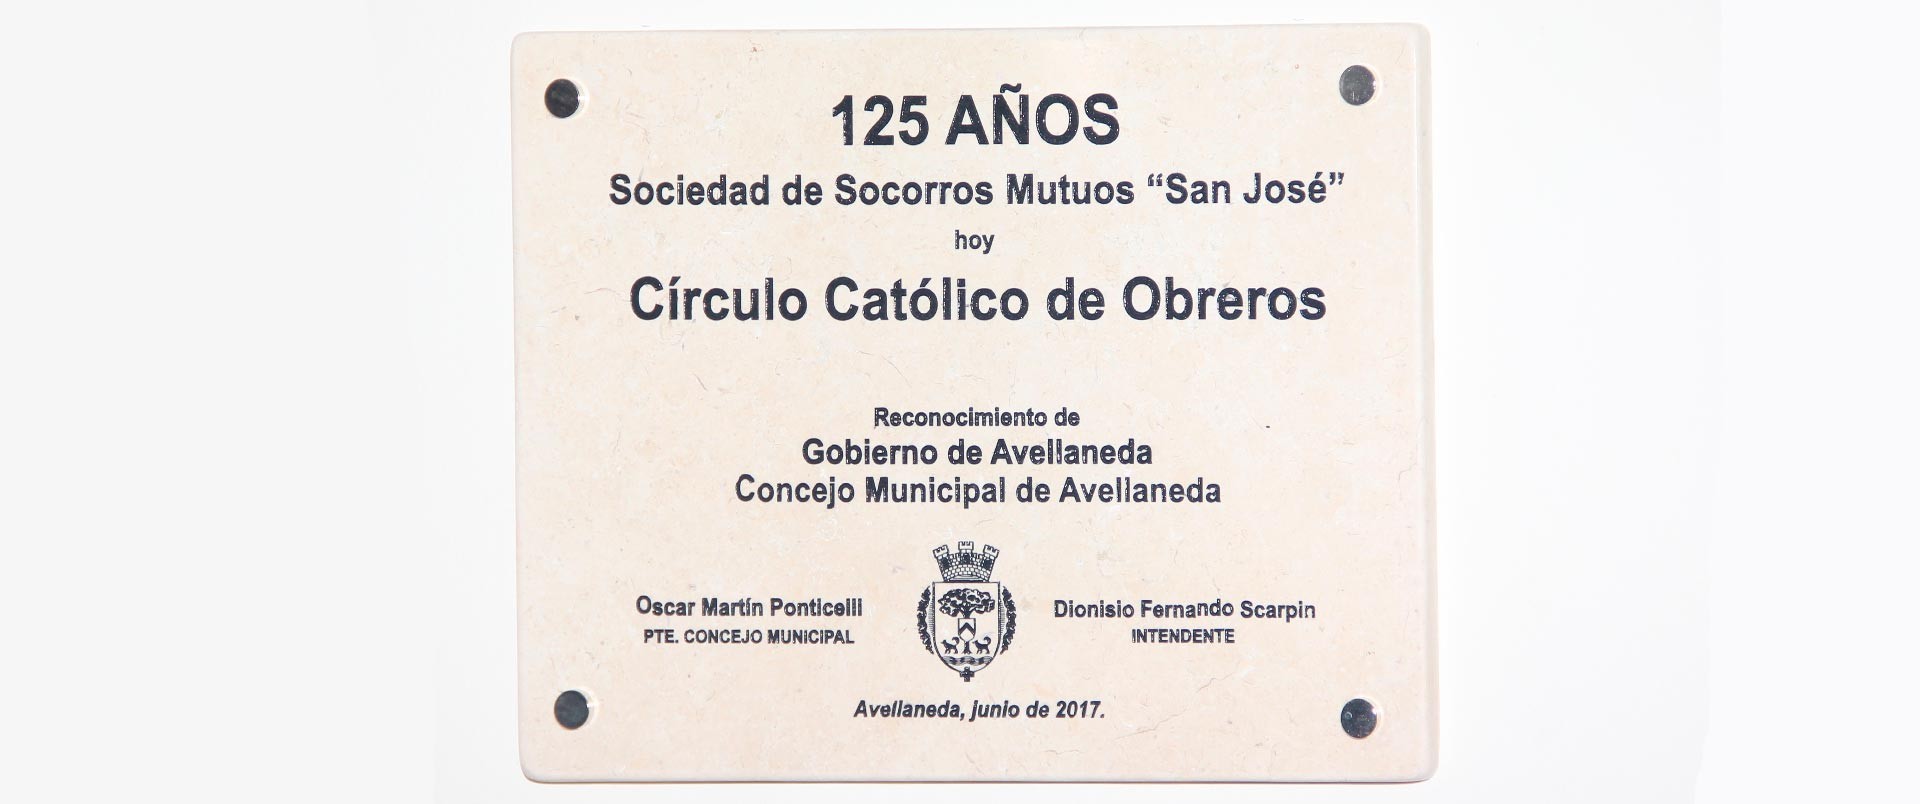 125 AÑOS
Sociedad de Socorros Mutuos “San José”
hoy
Círculo Católico de Obreros
Reconocimiento de
Gobierno de Avellaneda
Concejo Municipal de Avellaneda
Oscar Martín Ponticelli
PTE. CONCEJO MUNICIPAL
Dionisio Fernando Scarpin
INTENDENTE
Avellaneda, junio de 2017.